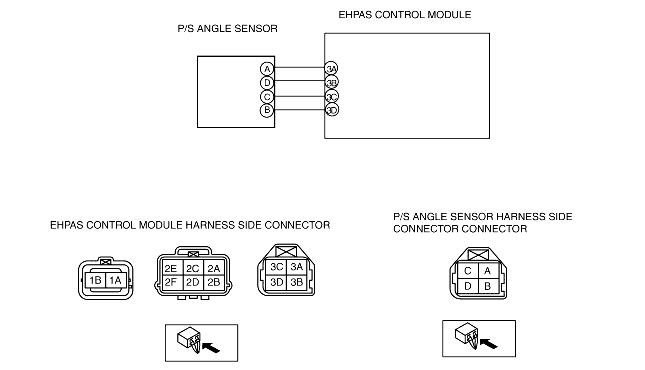 EHPAS CONTROL MODULE
P/S ANGLE SENSOR
A 3A
D 3B
C 3C
B 3D
EHPAS CONTROL MODULE HARNESS SIDE CONNECTOR
1B 1A
2E 2C 2A
2F 2D 2B
3C 3A
3D 3B
P/S ANGLE SENSOR HARNESS SIDE
CONNECTOR CONNECTOR
C A
D B